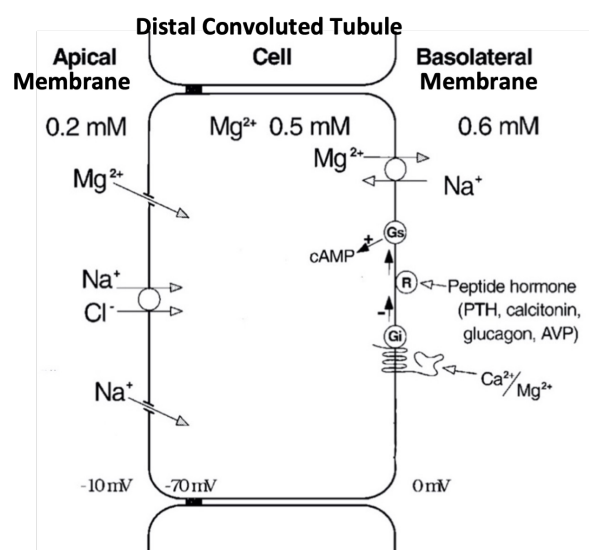 Distal Convoluted Tubule
Apical Membrane
Cell
Basolateral Membrane
0.2 mM
Mg²⁺ 0.5 mM
0.6 mM
Mg²⁺
Na⁺
Mg²⁺
Na⁺
Cl⁻
Na⁺
Gs
+
cAMP
R
Peptide hormone
(PTH, calcitonin,
glucagon, AVP)
-
Gi
Ca²⁺/Mg²⁺
-10 mV
-70 mV
0 mV